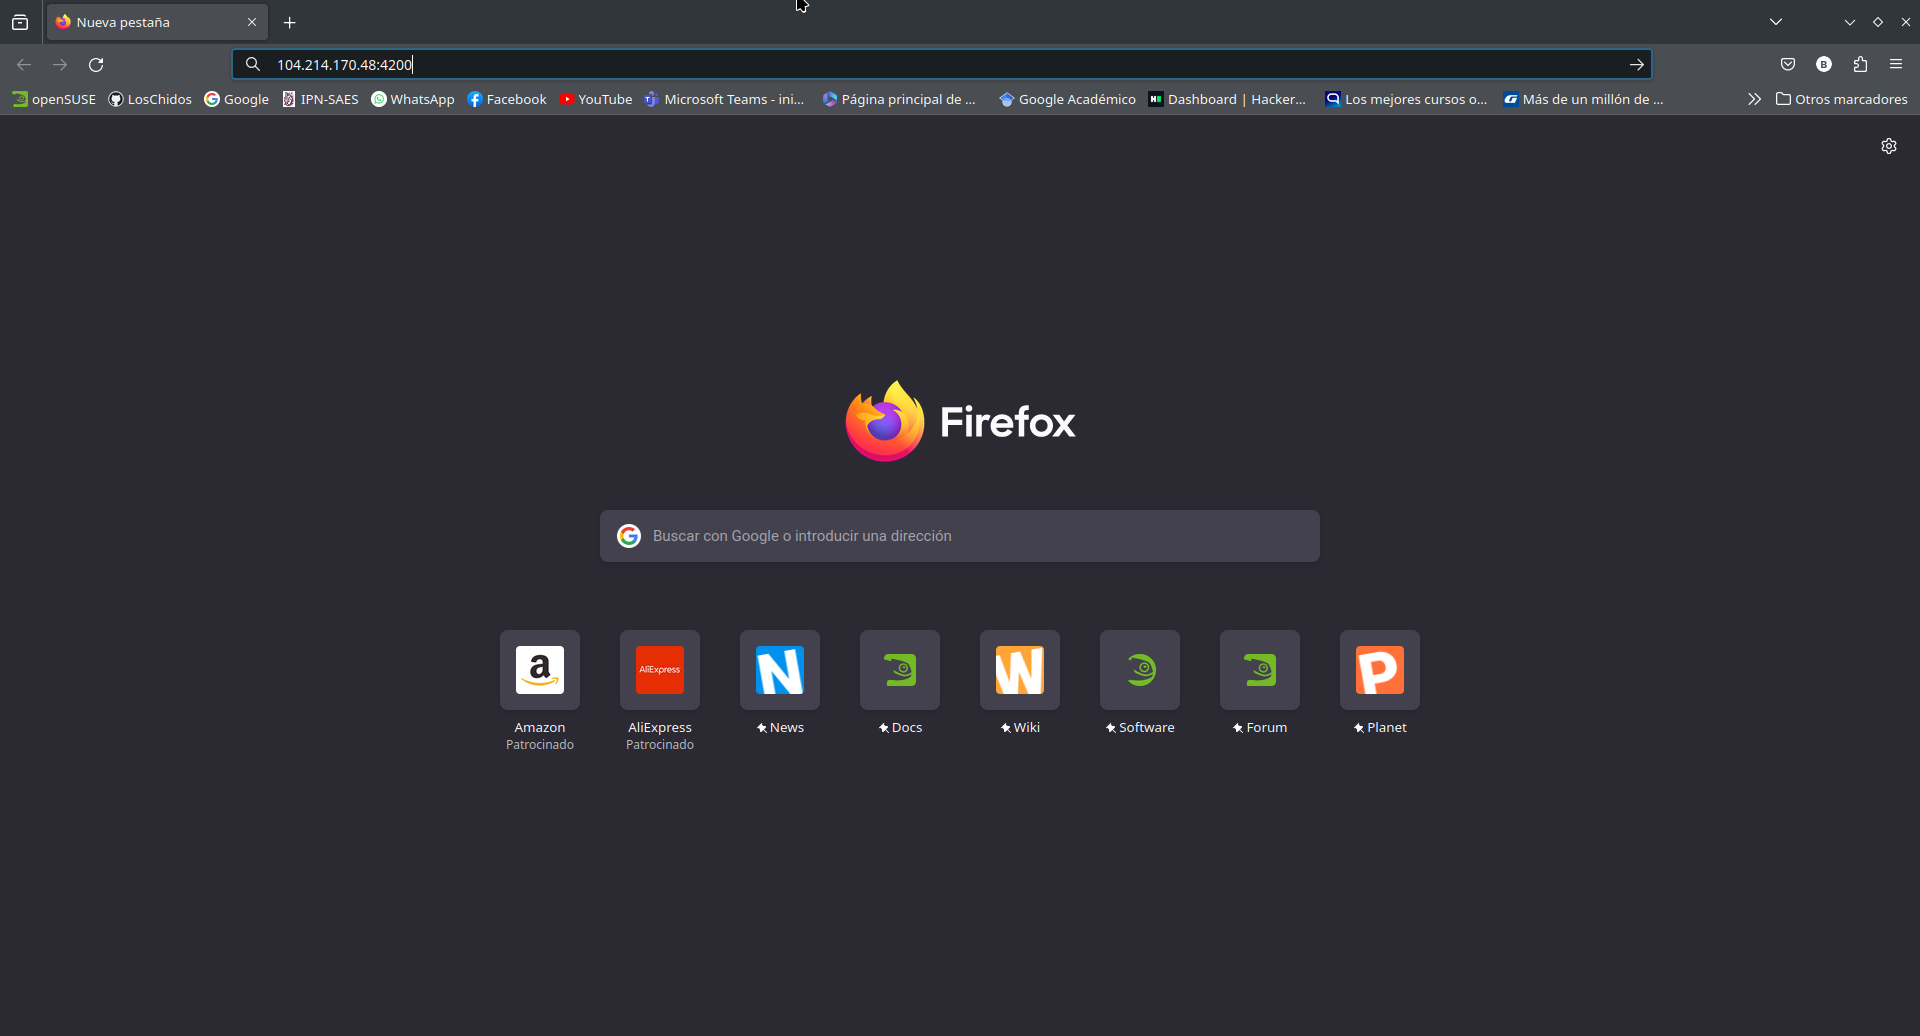 Nueva pestaña
104.214.170.48:4200
openSUSE LosChidos Google IPN-SAES WhatsApp Facebook YouTube Microsoft Teams - ini... Página principal de ... Google Académico Dashboard | Hacker... Los mejores cursos o... Más de un millón de ... Otros marcadores
Firefox
Buscar con Google o introducir una dirección
Amazon AliExpress News Docs Wiki Software Forum Planet
Patrocinado Patrocinado